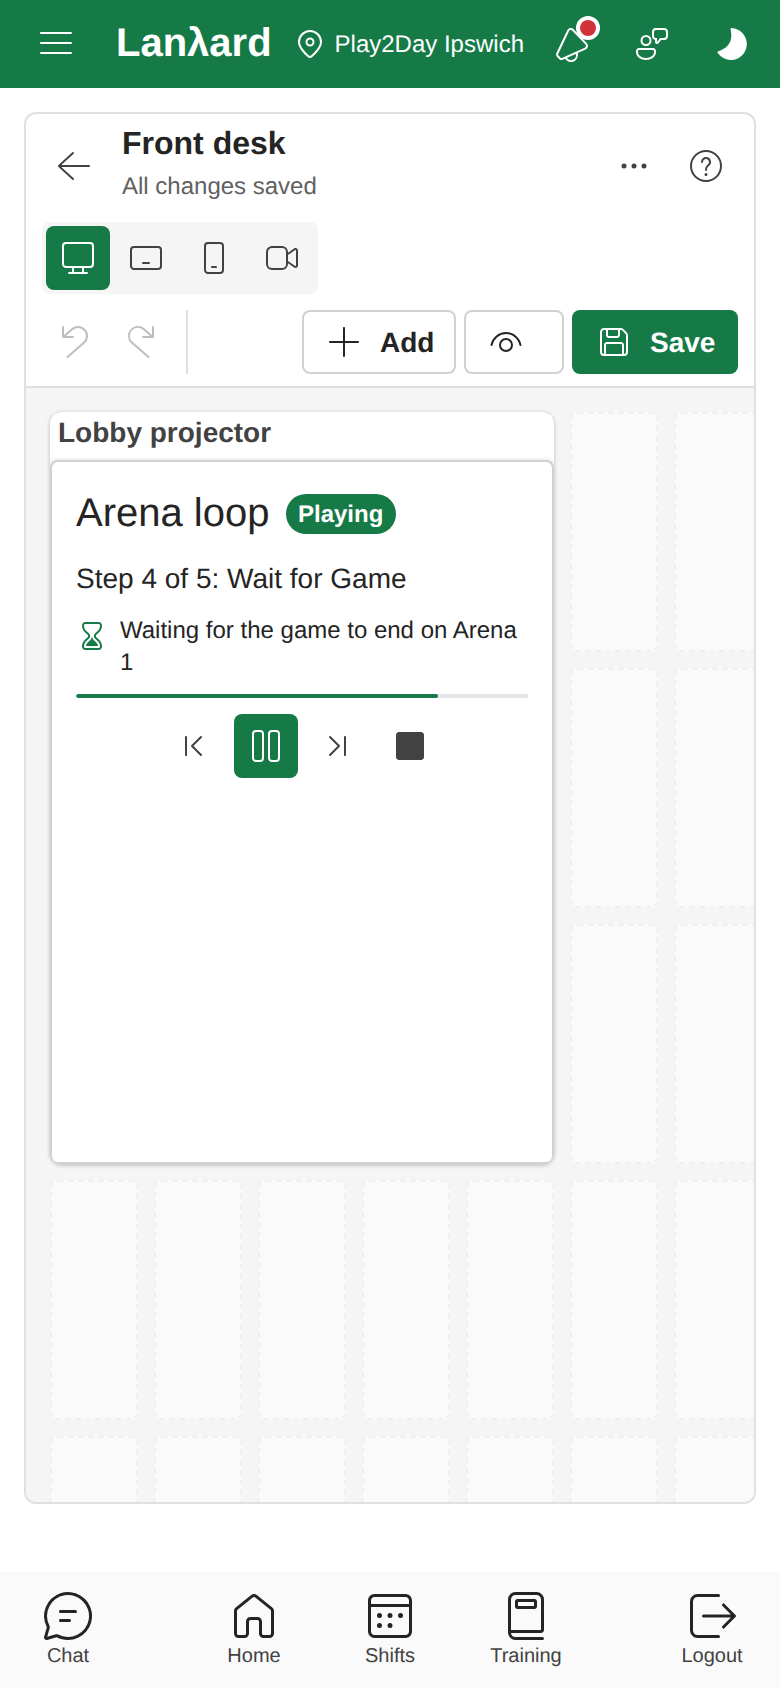 Lanλard
Play2Day Ipswich
Front desk
All changes saved
Add
Save
Lobby projector
Arena loop
Playing
Step 4 of 5: Wait for Game
Waiting for the game to end on Arena
1
Chat
Home
Shifts
Training
Logout